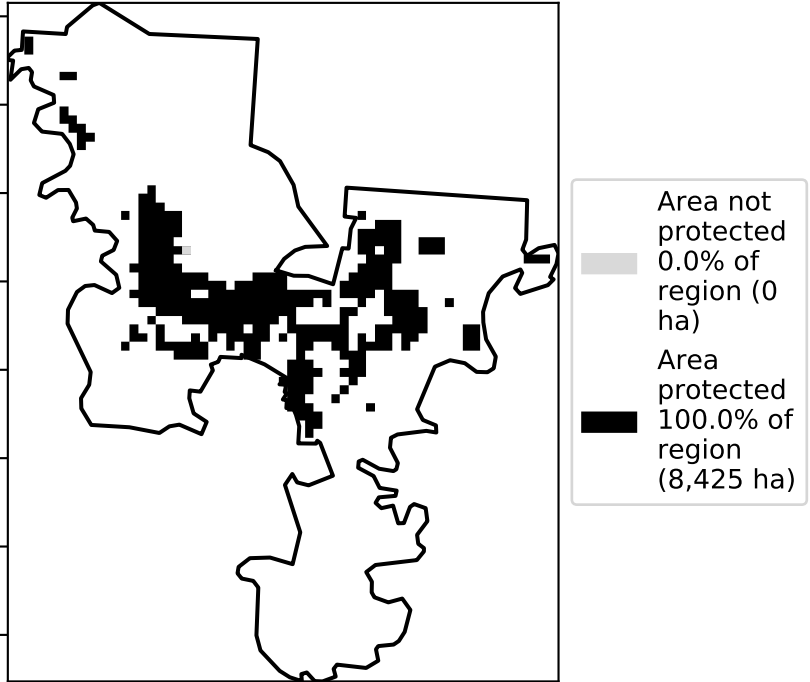 Area not
protected
0.0% of
region (0
ha)
Area
protected
100.0% of
region
(8,425 ha)